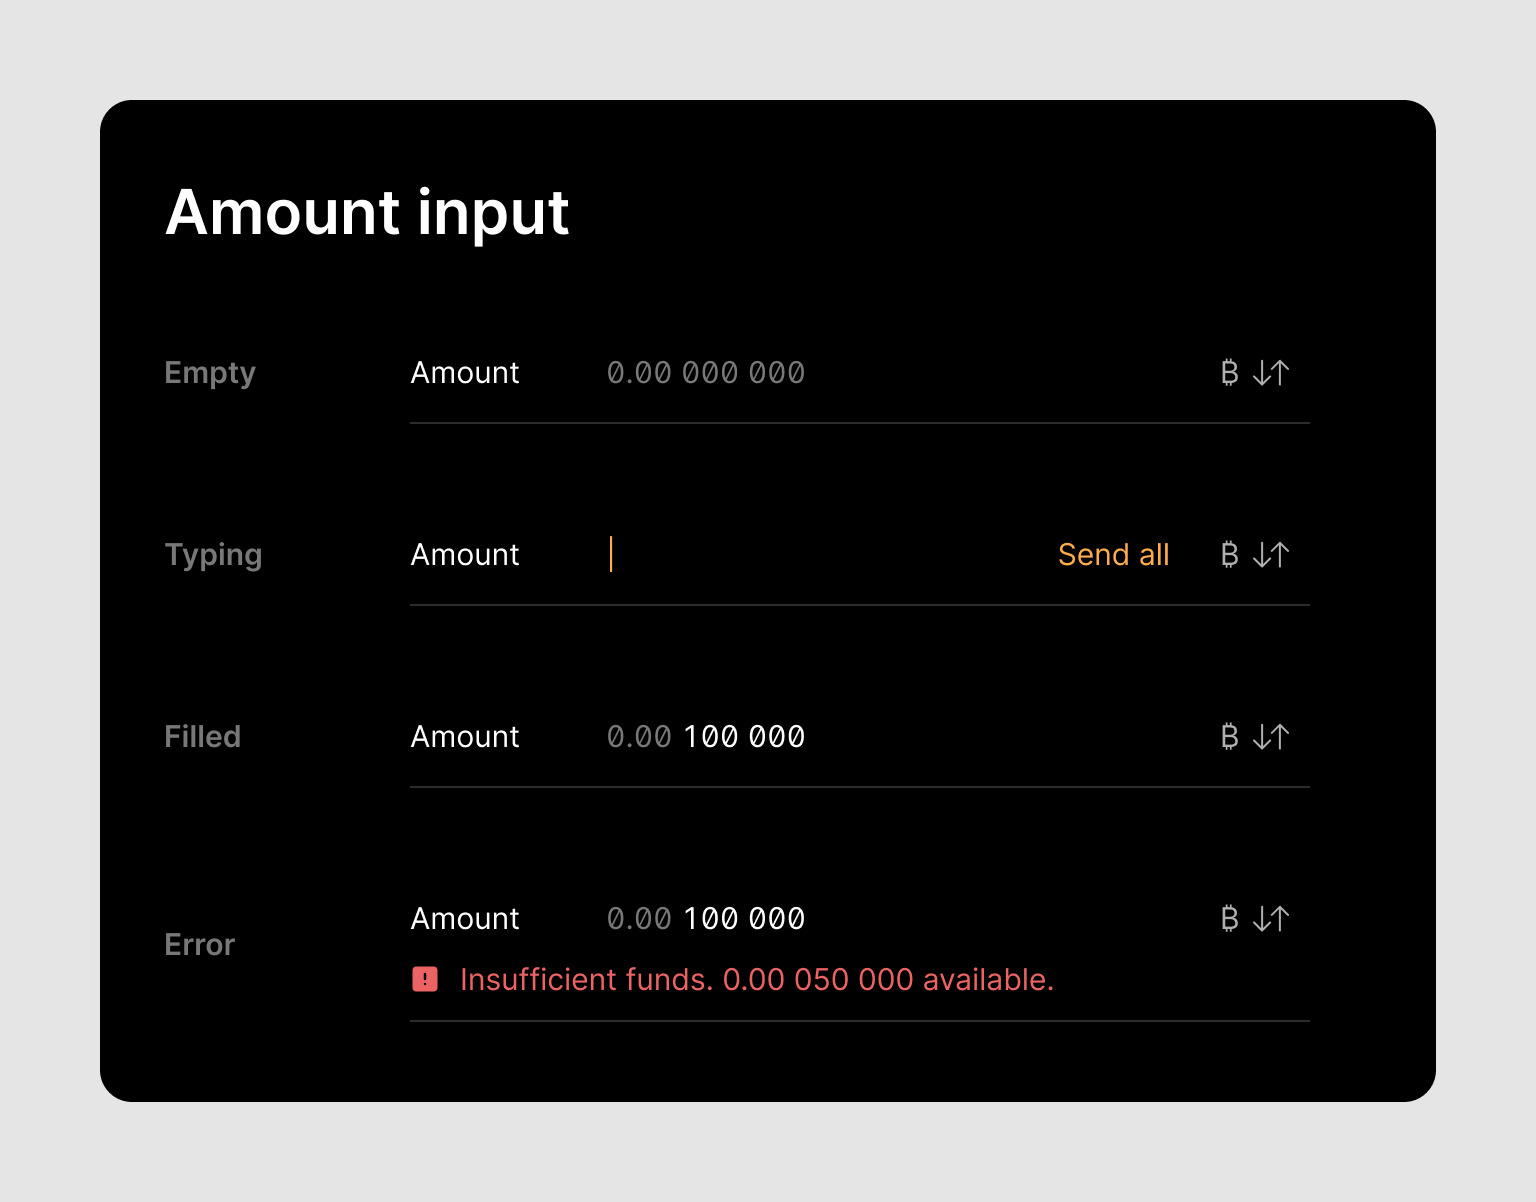 Amount input
Empty Amount 0.00 000 000 ₿ ↓↑
Typing Amount Send all ₿ ↓↑
Filled Amount 0.00 100 000 ₿ ↓↑
Error Amount 0.00 100 000 ₿ ↓↑
! Insufficient funds. 0.00 050 000 available.